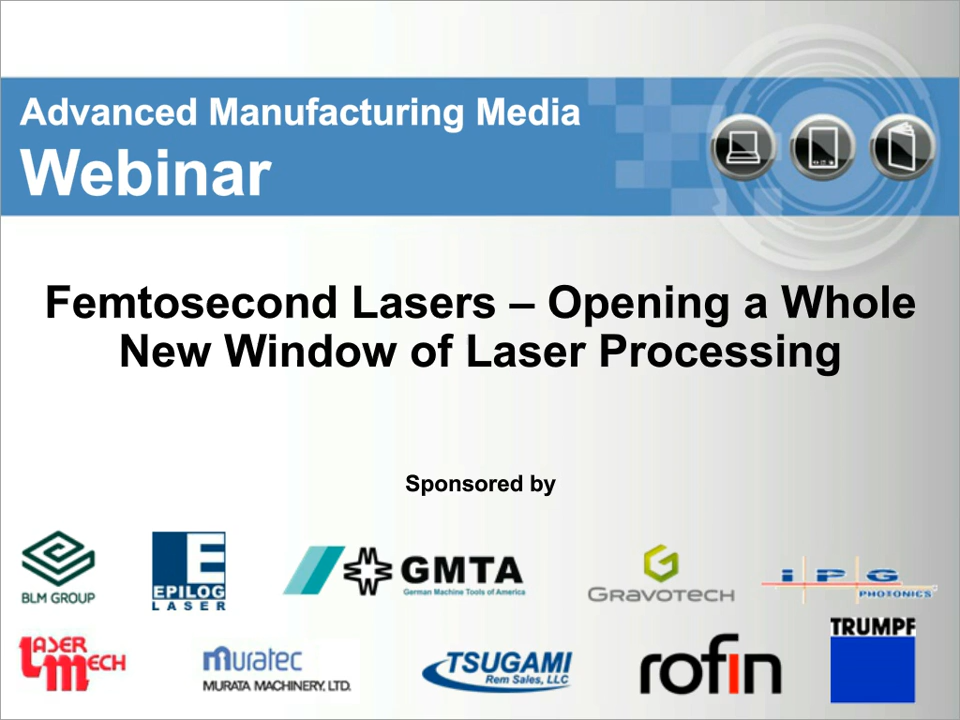 Advanced Manufacturing Media
Webinar
Femtosecond Lasers – Opening a Whole
New Window of Laser Processing
Sponsored by
BLM GROUP
E
EPILOG
LASER
GMTA
German Machine Tools of America
G
GRAVOTECH
IPG
PHOTONICS
LASER
MECH
muratec
MURATA MACHINERY, LTD.
TSUGAMI
Rem Sales, LLC
rofin
TRUMPF